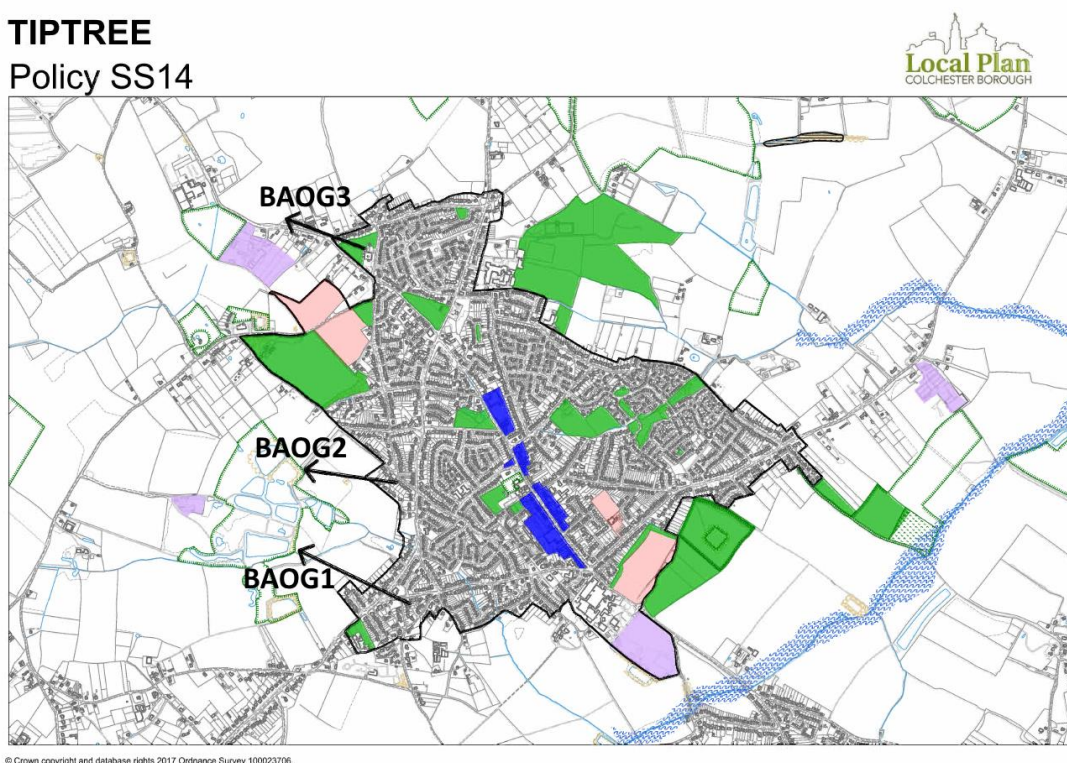 TIPTREE
Policy SS14
Local Plan
COLCHESTER BOROUGH
BAOG3
BAOG2
BAOG1
© Crown copyright and database rights 2017 Ordnance Survey 100023706